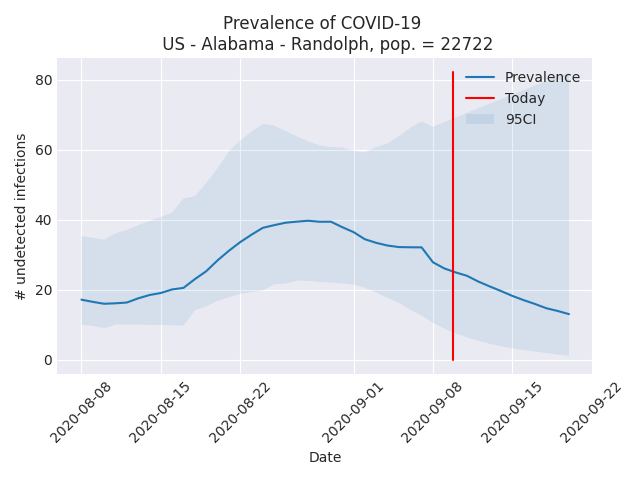 Prevalence of COVID-19
US - Alabama - Randolph, pop. = 22722
Prevalence
Today
95CI
80
60
40
20
0
# undetected infections
2020-08-08
2020-08-15
2020-08-22
2020-09-01
2020-09-08
2020-09-15
2020-09-22
Date